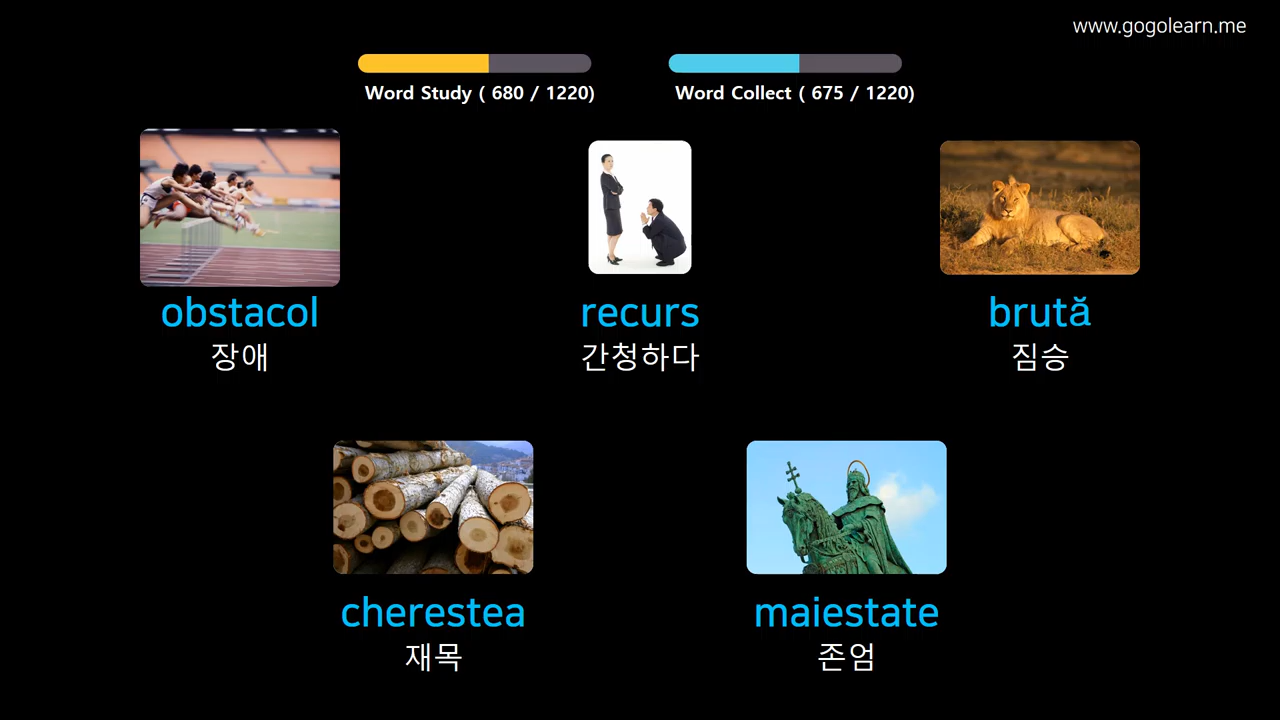 www.gogolearn.me
Word Study ( 680 / 1220)
Word Collect ( 675 / 1220)
obstacol
장애
recurs
간청하다
brută
짐승
cherestea
재목
maiestate
존엄